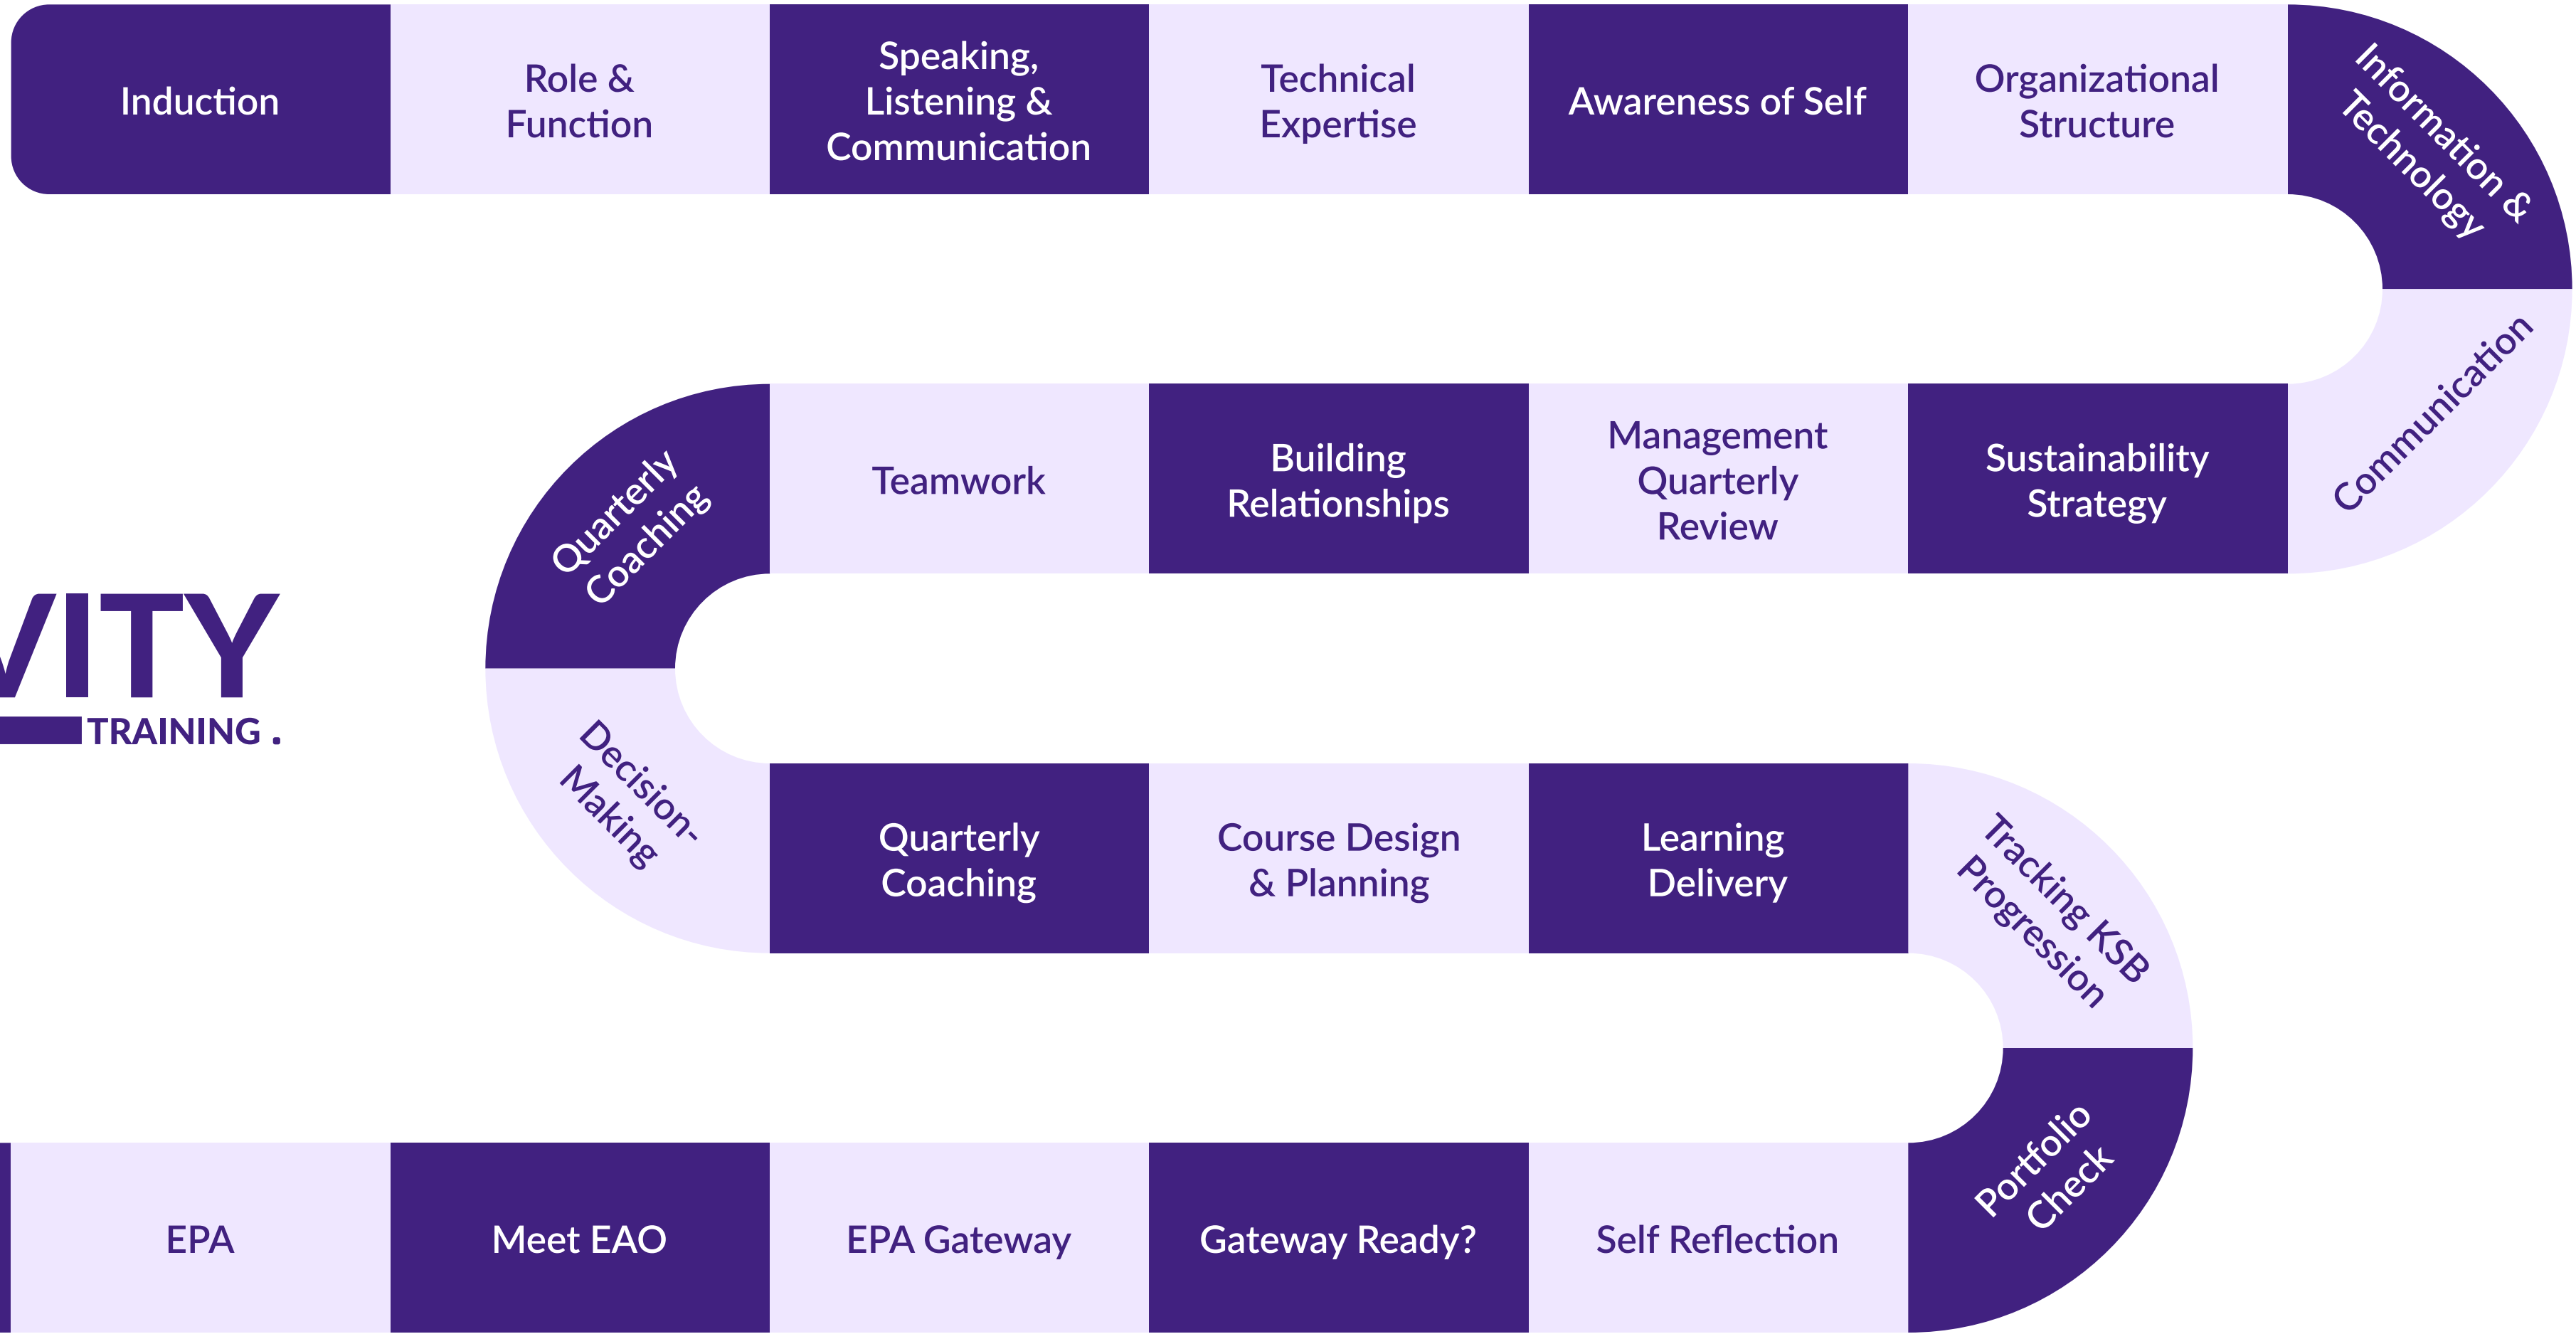 Induction
Role &
Function
Speaking,
Listening &
Communication
Technical
Expertise
Awareness of Self
Organizational
Structure
Information &
Technology
Communication
Sustainability
Strategy
Management
Quarterly
Review
Building
Relationships
Teamwork
Quarterly
Coaching
Decision-
Making
Quarterly
Coaching
Course Design
& Planning
Learning
Delivery
Tracking KSB
Progression
Portfolio
Check
Self Reflection
Gateway Ready?
EPA Gateway
Meet EAO
EPA
VITY
TRAINING .